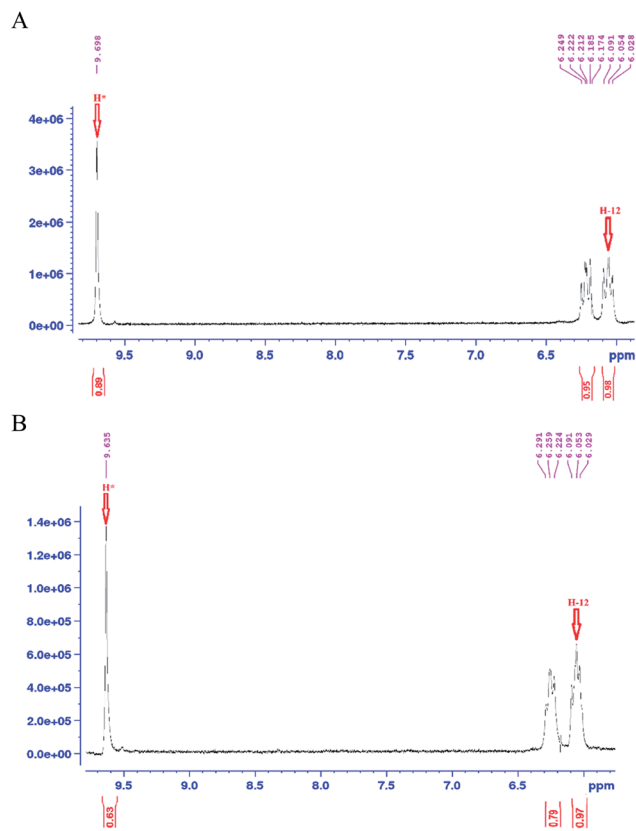 A
9.698
6.249
6.222
6.212
6.185
6.174
6.091
6.054
6.028
H*
H-12
4e+06
3e+06
2e+06
1e+06
0e+00
9.5 9.0 8.5 8.0 7.5 7.0 6.5 ppm
0.89
0.95
0.98
B
9.635
6.291
6.259
6.224
6.091
6.053
6.029
H*
H-12
1.4e+06
1.2e+06
1.0e+06
8.0e+05
6.0e+05
4.0e+05
2.0e+05
0.0e+00
9.5 9.0 8.5 8.0 7.5 7.0 6.5 ppm
0.63
0.79
0.97